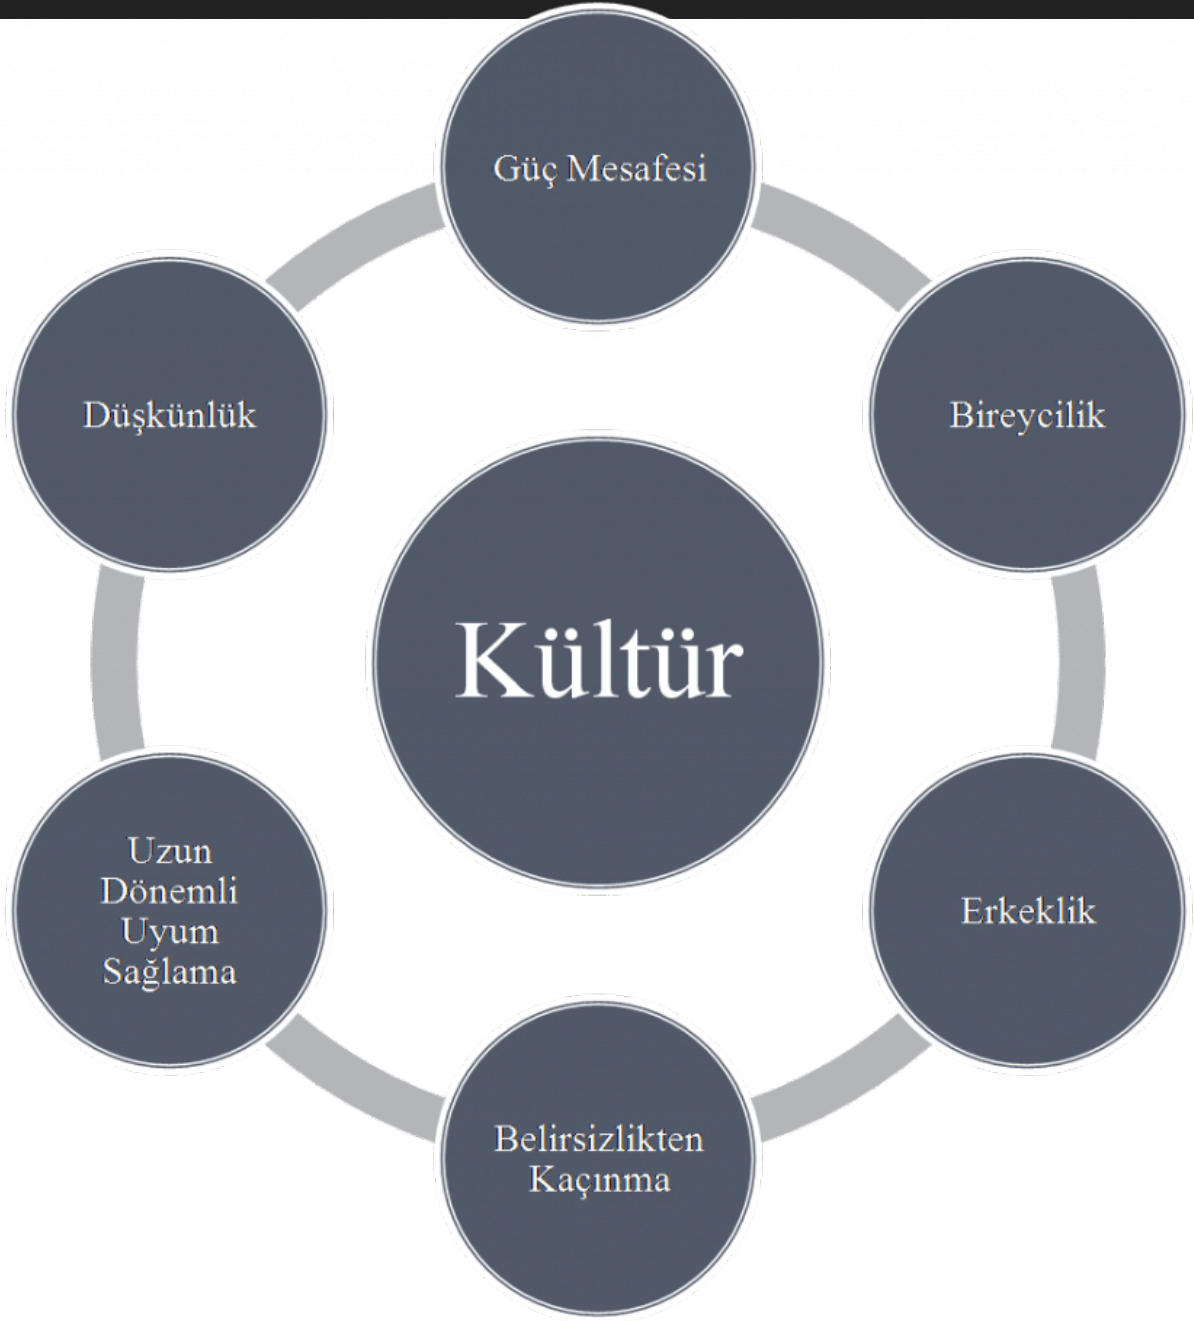 Güç Mesafesi
Bireycilik
Erkeklik
Belirsizlikten
Kaçınma
Uzun
Dönemli
Uyum
Sağlama
Düşkünlük
Kültür